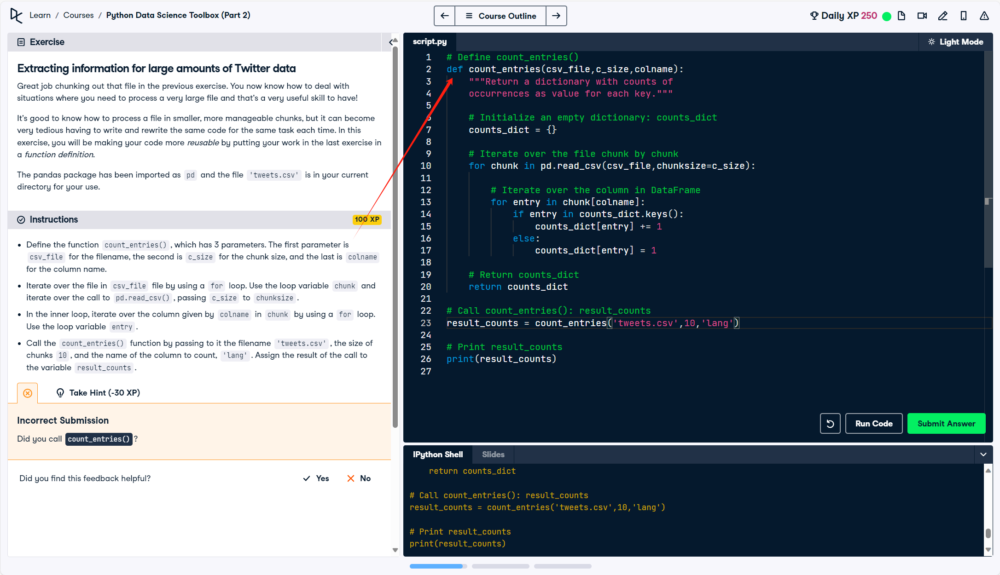 Learn / Courses / Python Data Science Toolbox (Part 2)
Course Outline
Daily XP 250
Exercise
Extracting information for large amounts of Twitter data
Great job chunking out that file in the previous exercise. You now know how to deal with
situations where you need to process a very large file and that's a very useful skill to have!
It's good to know how to process a file in smaller, more manageable chunks, but it can become
very tedious having to write and rewrite the same code for the same task each time. In this
exercise, you will be making your code more reusable by putting your work in the last exercise in
a function definition.
The pandas package has been imported as pd and the file 'tweets.csv' is in your current
directory for your use.
Instructions
100 XP
• Define the function count_entries(), which has 3 parameters. The first parameter is
csv_file for the filename, the second is c_size for the chunk size, and the last is colname
for the column name.
• Iterate over the file in csv_file file by using a for loop. Use the loop variable chunk and
iterate over the call to pd.read_csv(), passing c_size to chunksize.
• In the inner loop, iterate over the column given by colname in chunk by using a for loop.
Use the loop variable entry.
• Call the count_entries() function by passing to it the filename 'tweets.csv', the size of
chunks 10, and the name of the column to count, 'lang'. Assign the result of the call to
the variable result_counts.
Take Hint (-30 XP)
Incorrect Submission
Did you call count_entries()?
Did you find this feedback helpful?
Yes
No
script.py
Light Mode
1 # Define count_entries()
2 def count_entries(csv_file,c_size,colname):
3     """Return a dictionary with counts of
4     occurrences as value for each key."""
5
6     # Initialize an empty dictionary: counts_dict
7     counts_dict = {}
8
9     # Iterate over the file chunk by chunk
10     for chunk in pd.read_csv(csv_file,chunksize=c_size):
11
12         # Iterate over the column in DataFrame
13         for entry in chunk[colname]:
14             if entry in counts_dict.keys():
15                 counts_dict[entry] += 1
16             else:
17                 counts_dict[entry] = 1
18
19     # Return counts_dict
20     return counts_dict
21
22 # Call count_entries(): result_counts
23 result_counts = count_entries('tweets.csv',10,'lang')
24
25 # Print result_counts
26 print(result_counts)
27
Run Code
Submit Answer
IPython Shell
Slides
    return counts_dict
# Call count_entries(): result_counts
result_counts = count_entries('tweets.csv',10,'lang')
# Print result_counts
print(result_counts)